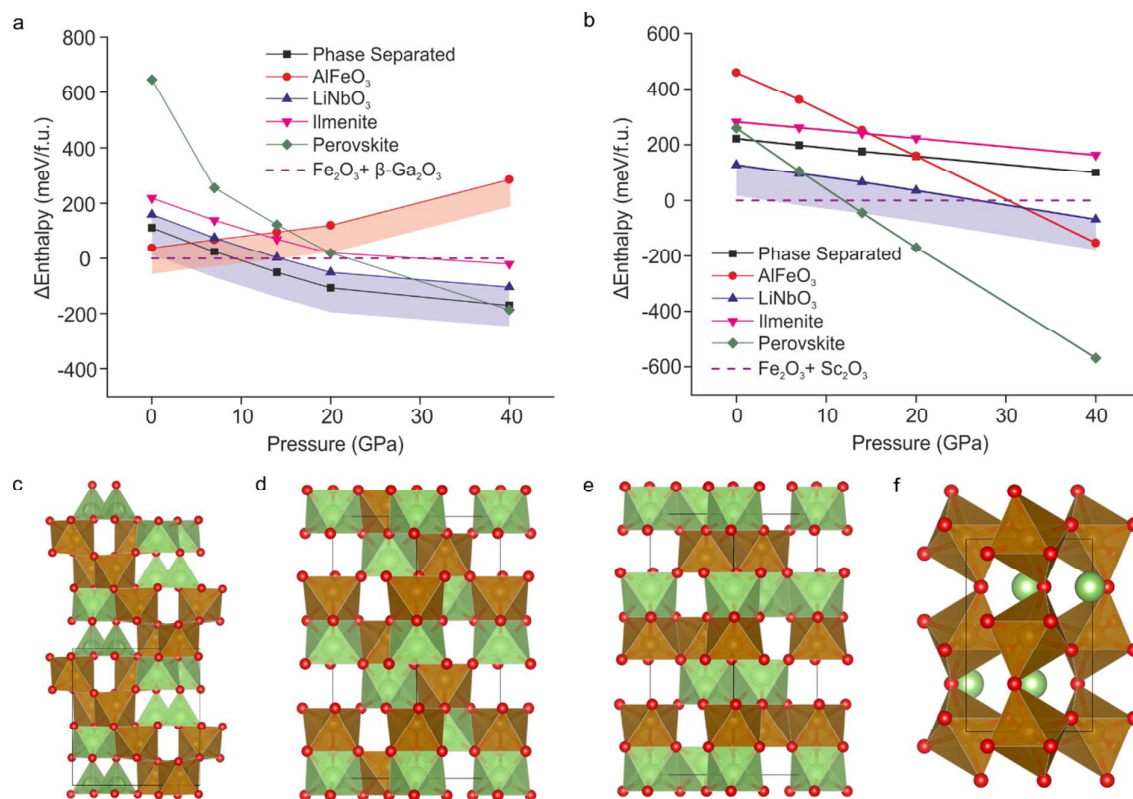 a
800
600
400
200
0
-200
-400
ΔEnthalpy (meV/f.u.)
Phase Separated
AlFeO₃
LiNbO₃
Ilmenite
Perovskite
Fe₂O₃+ β-Ga₂O₃
0 10 20 30 40
Pressure (GPa)
b
600
400
200
0
-200
-400
-600
ΔEnthalpy (meV/f.u.)
Phase Separated
AlFeO₃
LiNbO₃
Ilmenite
Perovskite
Fe₂O₃+ Sc₂O₃
0 10 20 30 40
Pressure (GPa)
c d e f